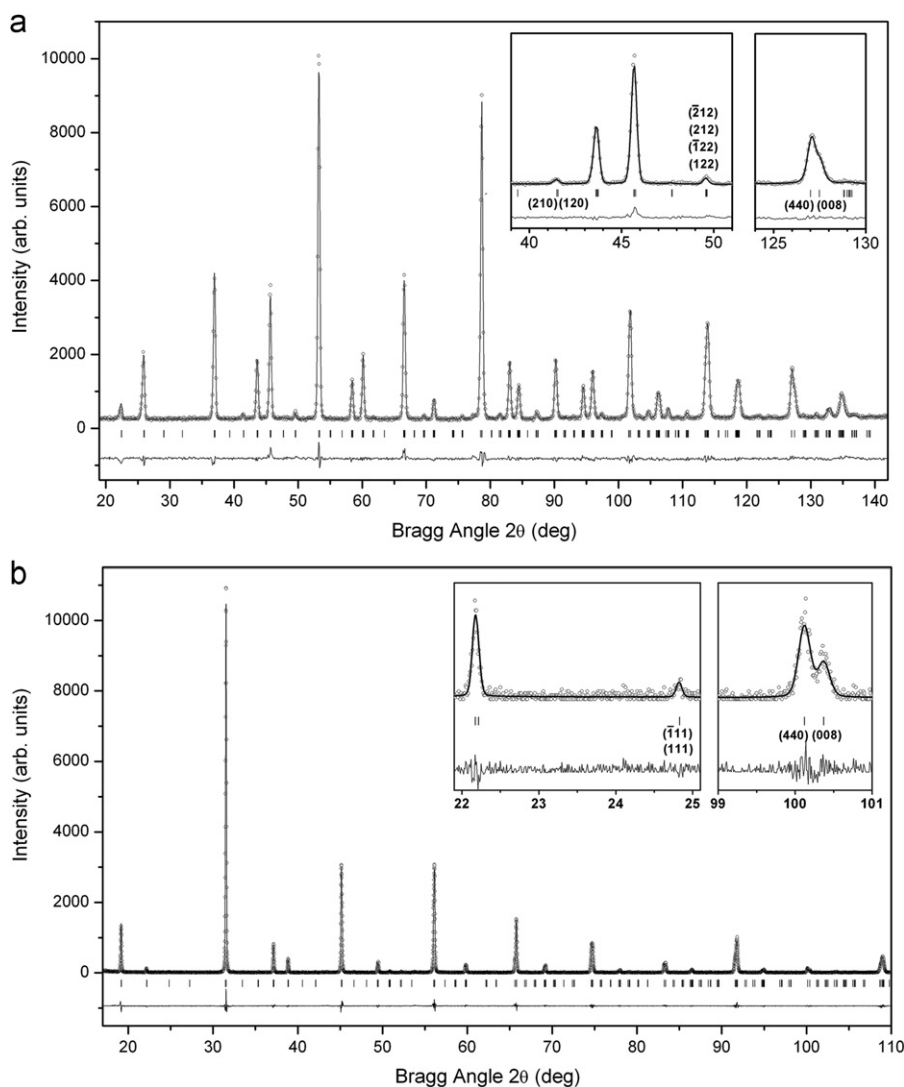 a
10000
8000
6000
4000
2000
0
Intensity (arb. units)
20 30 40 50 60 70 80 90 100 110 120 130 140
Bragg Angle 2θ (deg)
(2̅12)
(212)
(1̅22)
(122)
(210)(120)
40 45 50
(440) (008)
124 126 128 130
b
10000
8000
6000
4000
2000
0
Intensity (arb. units)
20 30 40 50 60 70 80 90 100 110
Bragg Angle 2θ (deg)
(1̅11)
(111)
22 23 24 25
(440) (008)
99 100 101